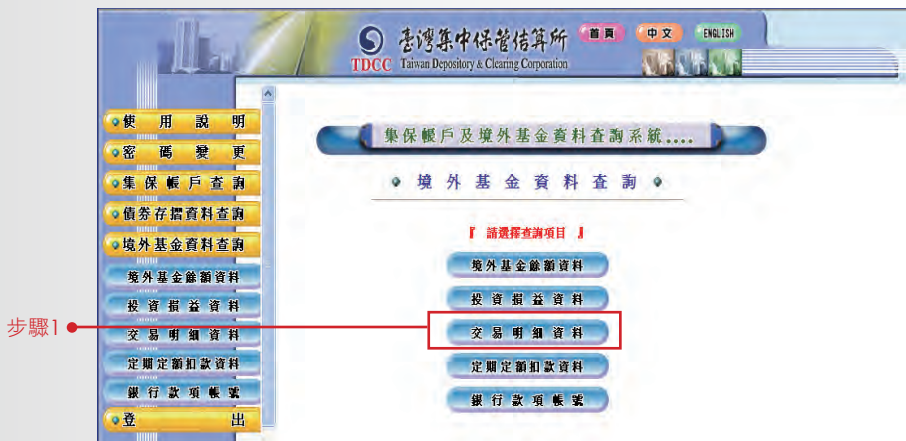 臺灣集中保管結算所
TDCC Taiwan Depository & Clearing Corporation
首頁
中文
ENGLISH
使用說明
密碼變更
集保帳戶查詢
債券存摺資料查詢
境外基金資料查詢
境外基金餘額資料
投資損益資料
交易明細資料
定期定額扣款資料
銀行款項帳號
登出
集保帳戶及境外基金資料查詢系統....
境外基金資料查詢
『 請選擇查詢項目 』
境外基金餘額資料
投資損益資料
交易明細資料
定期定額扣款資料
銀行款項帳號
步驟1